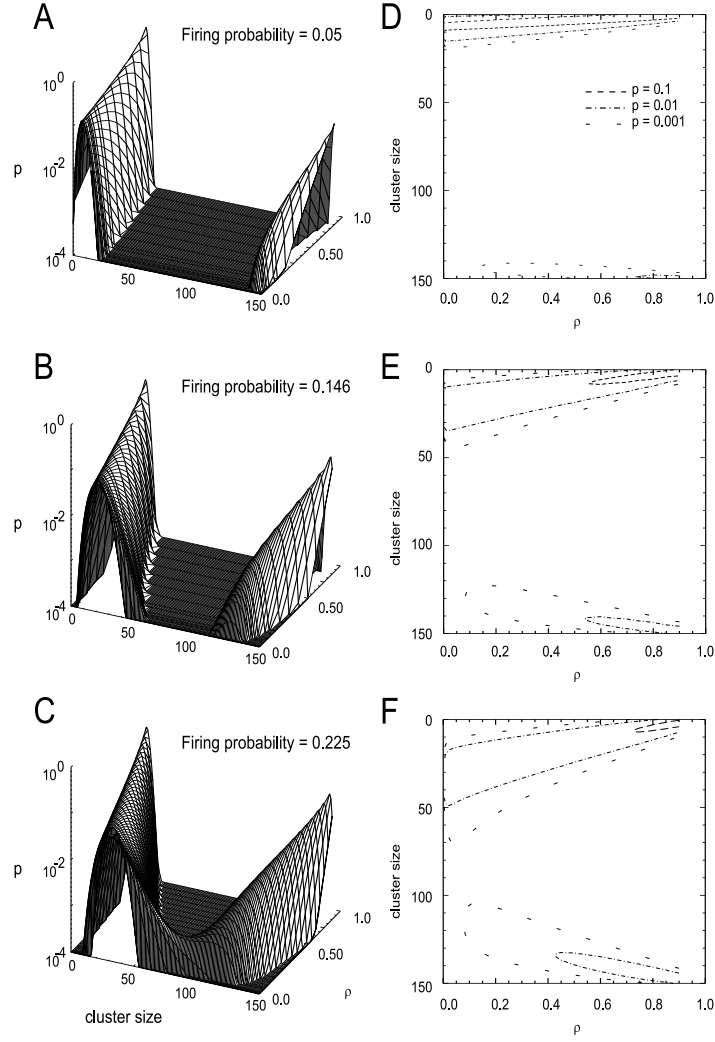 A
Firing probability = 0.05
10^0
p
10^-2
10^-4
0
50
100
150
0.0
0.50
1.0
D
0
50
100
150
cluster size
p = 0.1
p = 0.01
p = 0.001
0.0 0.2 0.4 0.6 0.8 1.0
ρ
B
Firing probability = 0.146
10^0
p
10^-2
10^-4
0
50
100
150
0.0
0.50
1.0
E
0
50
100
150
cluster size
0.0 0.2 0.4 0.6 0.8 1.0
ρ
C
Firing probability = 0.225
10^0
p
10^-2
10^-4
0
50
100
150
0.0
0.50
1.0
ρ
cluster size
F
0
50
100
150
cluster size
0.0 0.2 0.4 0.6 0.8 1.0
ρ